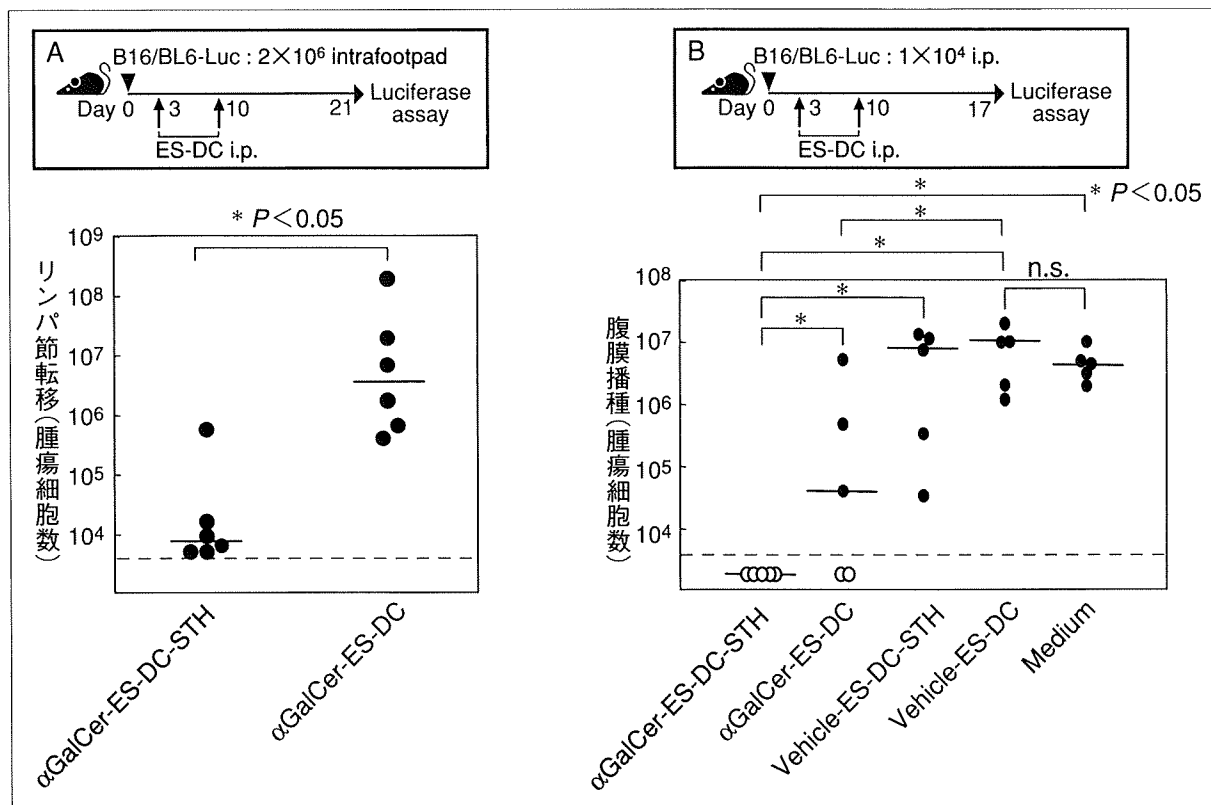 A
B16/BL6-Luc : 2×10⁶ intrafootpad
Day 0 3 10 21
Luciferase
assay
ES-DC i.p.
* P<0.05
リンパ節転移(腫瘍細胞数)
10⁹
10⁸
10⁷
10⁶
10⁵
10⁴
αGalCer-ES-DC-STH
αGalCer-ES-DC
B
B16/BL6-Luc : 1×10⁴ i.p.
Day 0 3 10 17
Luciferase
assay
ES-DC i.p.
* * P<0.05
*
*
n.s.
*
*
腹膜播種(腫瘍細胞数)
10⁸
10⁷
10⁶
10⁵
10⁴
αGalCer-ES-DC-STH
αGalCer-ES-DC
Vehicle-ES-DC-STH
Vehicle-ES-DC
Medium